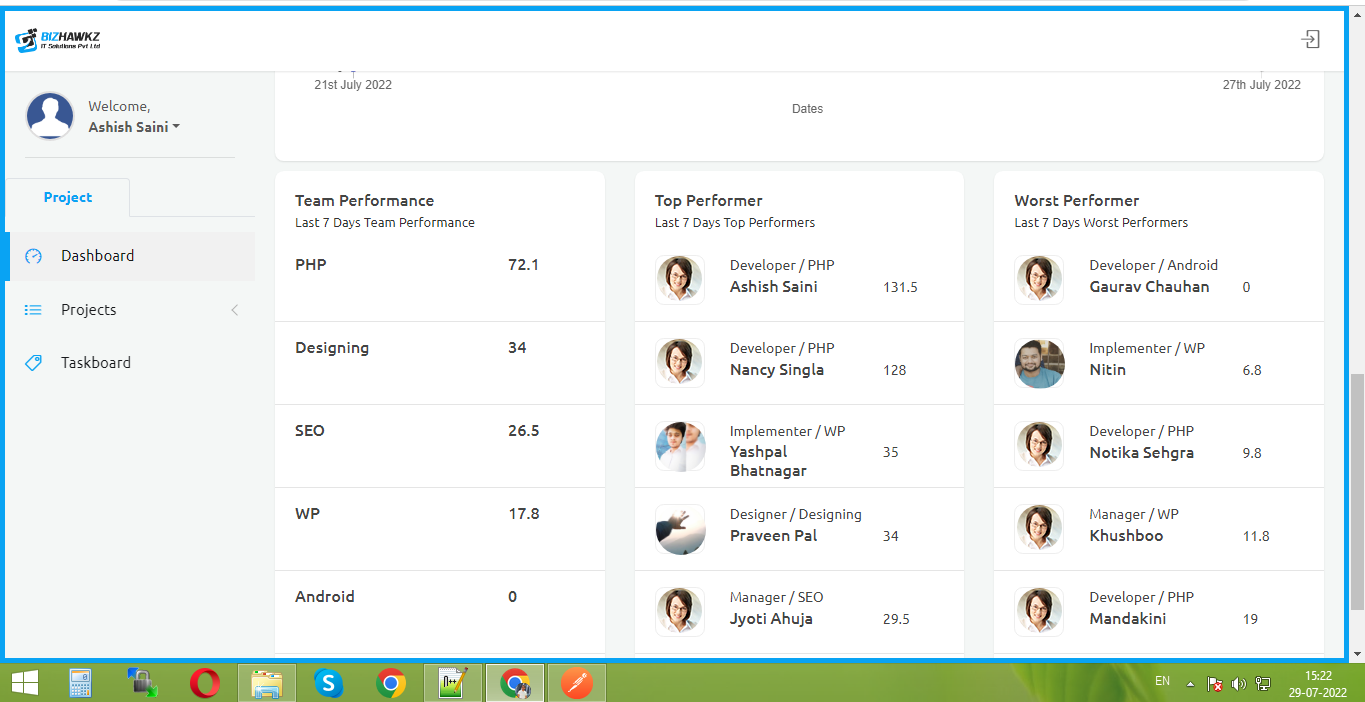 BIZHAWKZ
IT Solutions Pvt Ltd
21st July 2022
27th July 2022
Dates
Welcome,
Ashish Saini
Project
Dashboard
Projects
Taskboard
Team Performance
Last 7 Days Team Performance
PHP 72.1
Designing 34
SEO 26.5
WP 17.8
Android 0
Top Performer
Last 7 Days Top Performers
Developer / PHP
Ashish Saini 131.5
Developer / PHP
Nancy Singla 128
Implementer / WP
Yashpal 35
Bhatnagar
Designer / Designing
Praveen Pal 34
Manager / SEO
Jyoti Ahuja 29.5
Worst Performer
Last 7 Days Worst Performers
Developer / Android
Gaurav Chauhan 0
Implementer / WP
Nitin 6.8
Developer / PHP
Notika Sehgra 9.8
Manager / WP
Khushboo 11.8
Developer / PHP
Mandakini 19
EN
15:22
29-07-2022